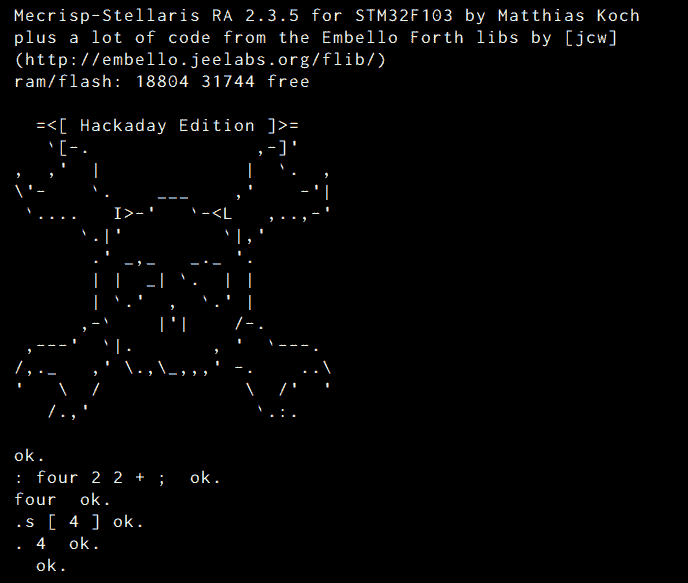 Mecrisp-Stellaris RA 2.3.5 for STM32F103 by Matthias Koch
plus a lot of code from the Embello Forth libs by [jcw]
(http://embello.jeelabs.org/flib/)
ram/flash: 18804 31744 free
=<[ Hackaday Edition ]>=
ok.
: four 2 2 + ;  ok.
four  ok.
.s [ 4 ] ok.
. 4  ok.
ok.